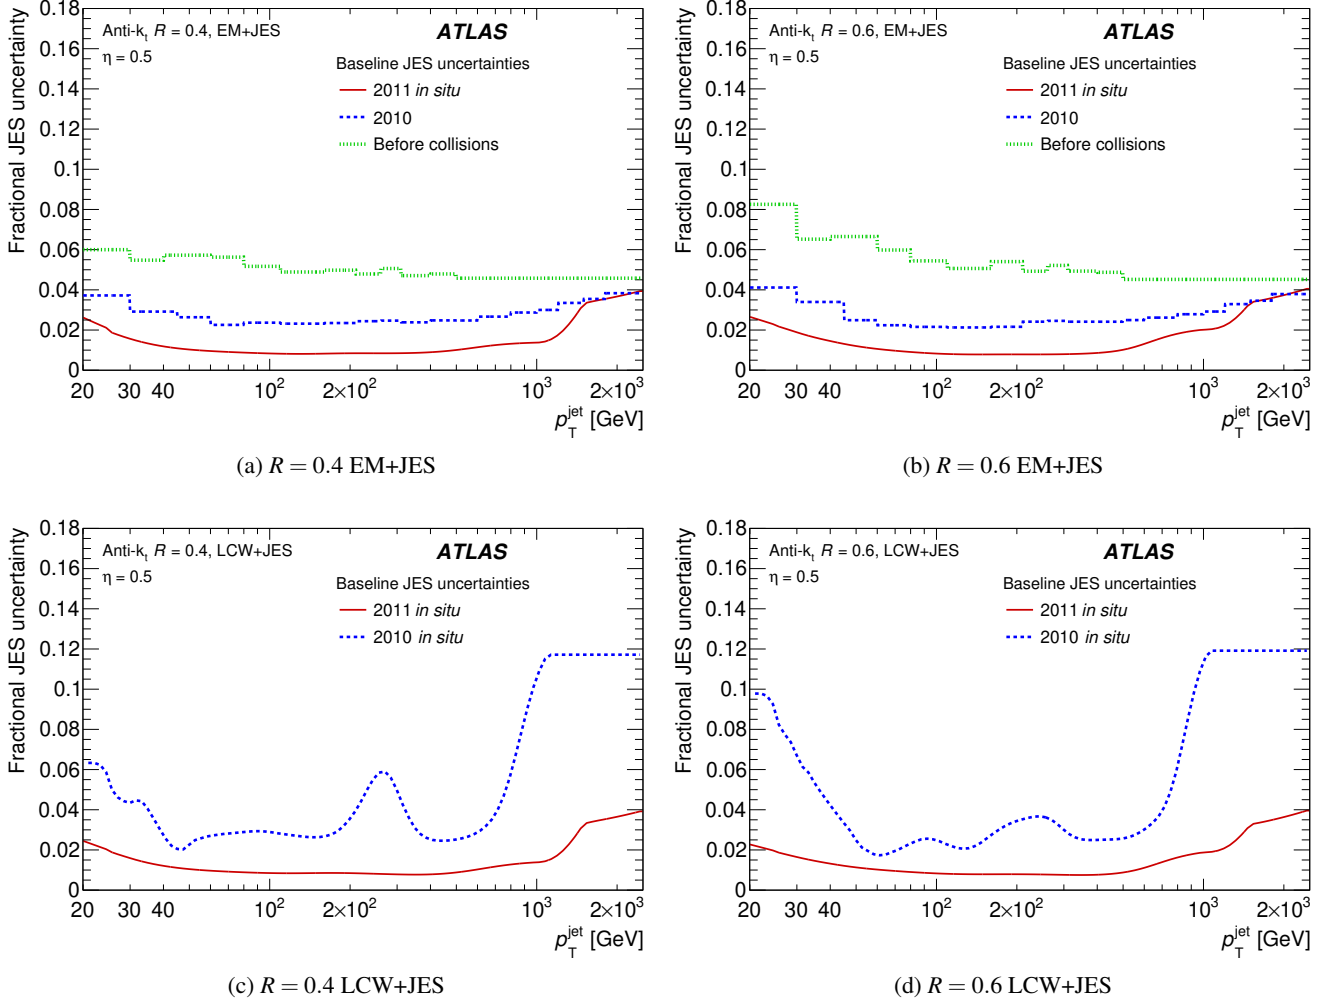 Fractional JES uncertainty
0.18
0.16
0.14
0.12
0.1
0.08
0.06
0.04
0.02
0
Anti-kt R = 0.4, EM+JES
η = 0.5
ATLAS
Baseline JES uncertainties
2011 in situ
2010
Before collisions
20 30 40 10² 2×10² 10³ 2×10³
pTjet [GeV]
(a) R = 0.4 EM+JES
Fractional JES uncertainty
0.18
0.16
0.14
0.12
0.1
0.08
0.06
0.04
0.02
0
Anti-kt R = 0.6, EM+JES
η = 0.5
ATLAS
Baseline JES uncertainties
2011 in situ
2010
Before collisions
20 30 40 10² 2×10² 10³ 2×10³
pTjet [GeV]
(b) R = 0.6 EM+JES
Fractional JES uncertainty
0.18
0.16
0.14
0.12
0.1
0.08
0.06
0.04
0.02
0
Anti-kt R = 0.4, LCW+JES
η = 0.5
ATLAS
Baseline JES uncertainties
2011 in situ
2010 in situ
20 30 40 10² 2×10² 10³ 2×10³
pTjet [GeV]
(c) R = 0.4 LCW+JES
Fractional JES uncertainty
0.18
0.16
0.14
0.12
0.1
0.08
0.06
0.04
0.02
0
Anti-kt R = 0.6, LCW+JES
η = 0.5
ATLAS
Baseline JES uncertainties
2011 in situ
2010 in situ
20 30 40 10² 2×10² 10³ 2×10³
pTjet [GeV]
(d) R = 0.6 LCW+JES